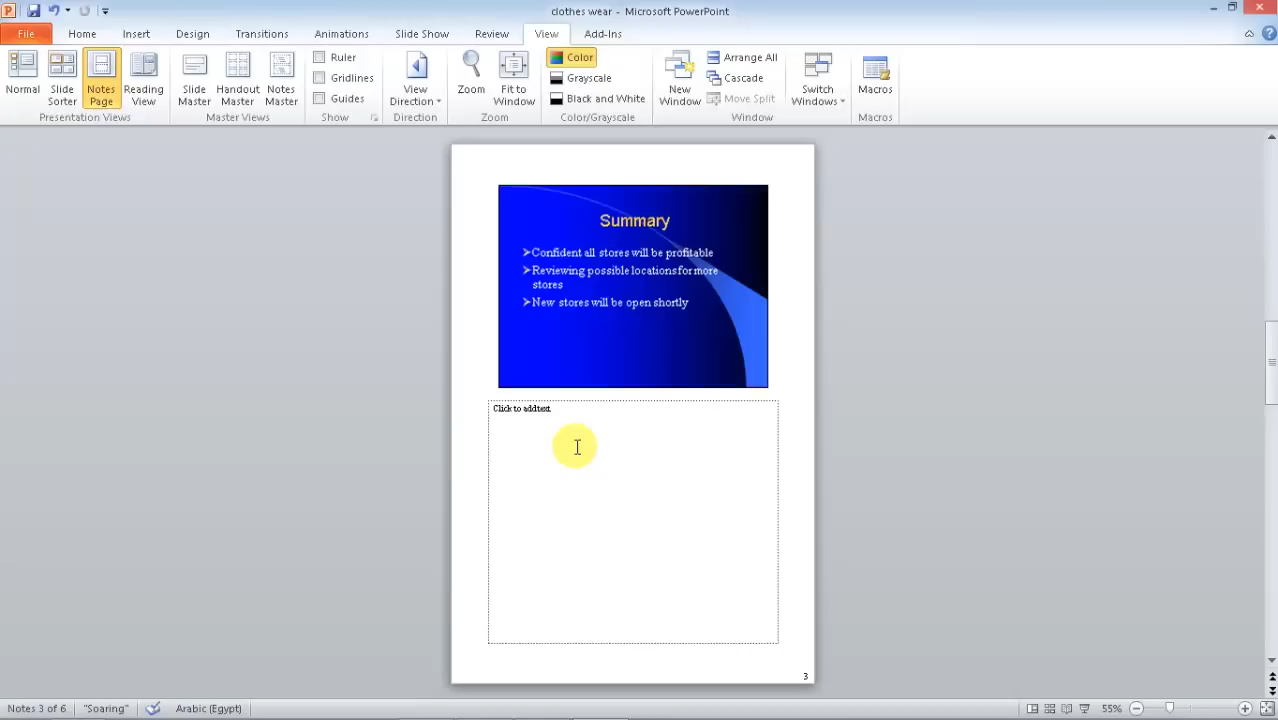 clothes wear - Microsoft PowerPoint
File Home Insert Design Transitions Animations Slide Show Review View Add-Ins
Normal Slide Sorter Notes Page Reading View
Presentation Views
Slide Master Handout Master Notes Master
Master Views
Ruler
Gridlines
Guides
Show
View Direction
Direction
Zoom Fit to Window
Zoom
Color
Grayscale
Black and White
Color/Grayscale
New Window
Arrange All
Cascade
Move Split
Switch Windows
Window
Macros
Macros
Summary
Confident all stores will be profitable
Reviewing possible locations for more
stores
New stores will be open shortly
Click to add text
3
Notes 3 of 6 "Soaring" Arabic (Egypt) 55%